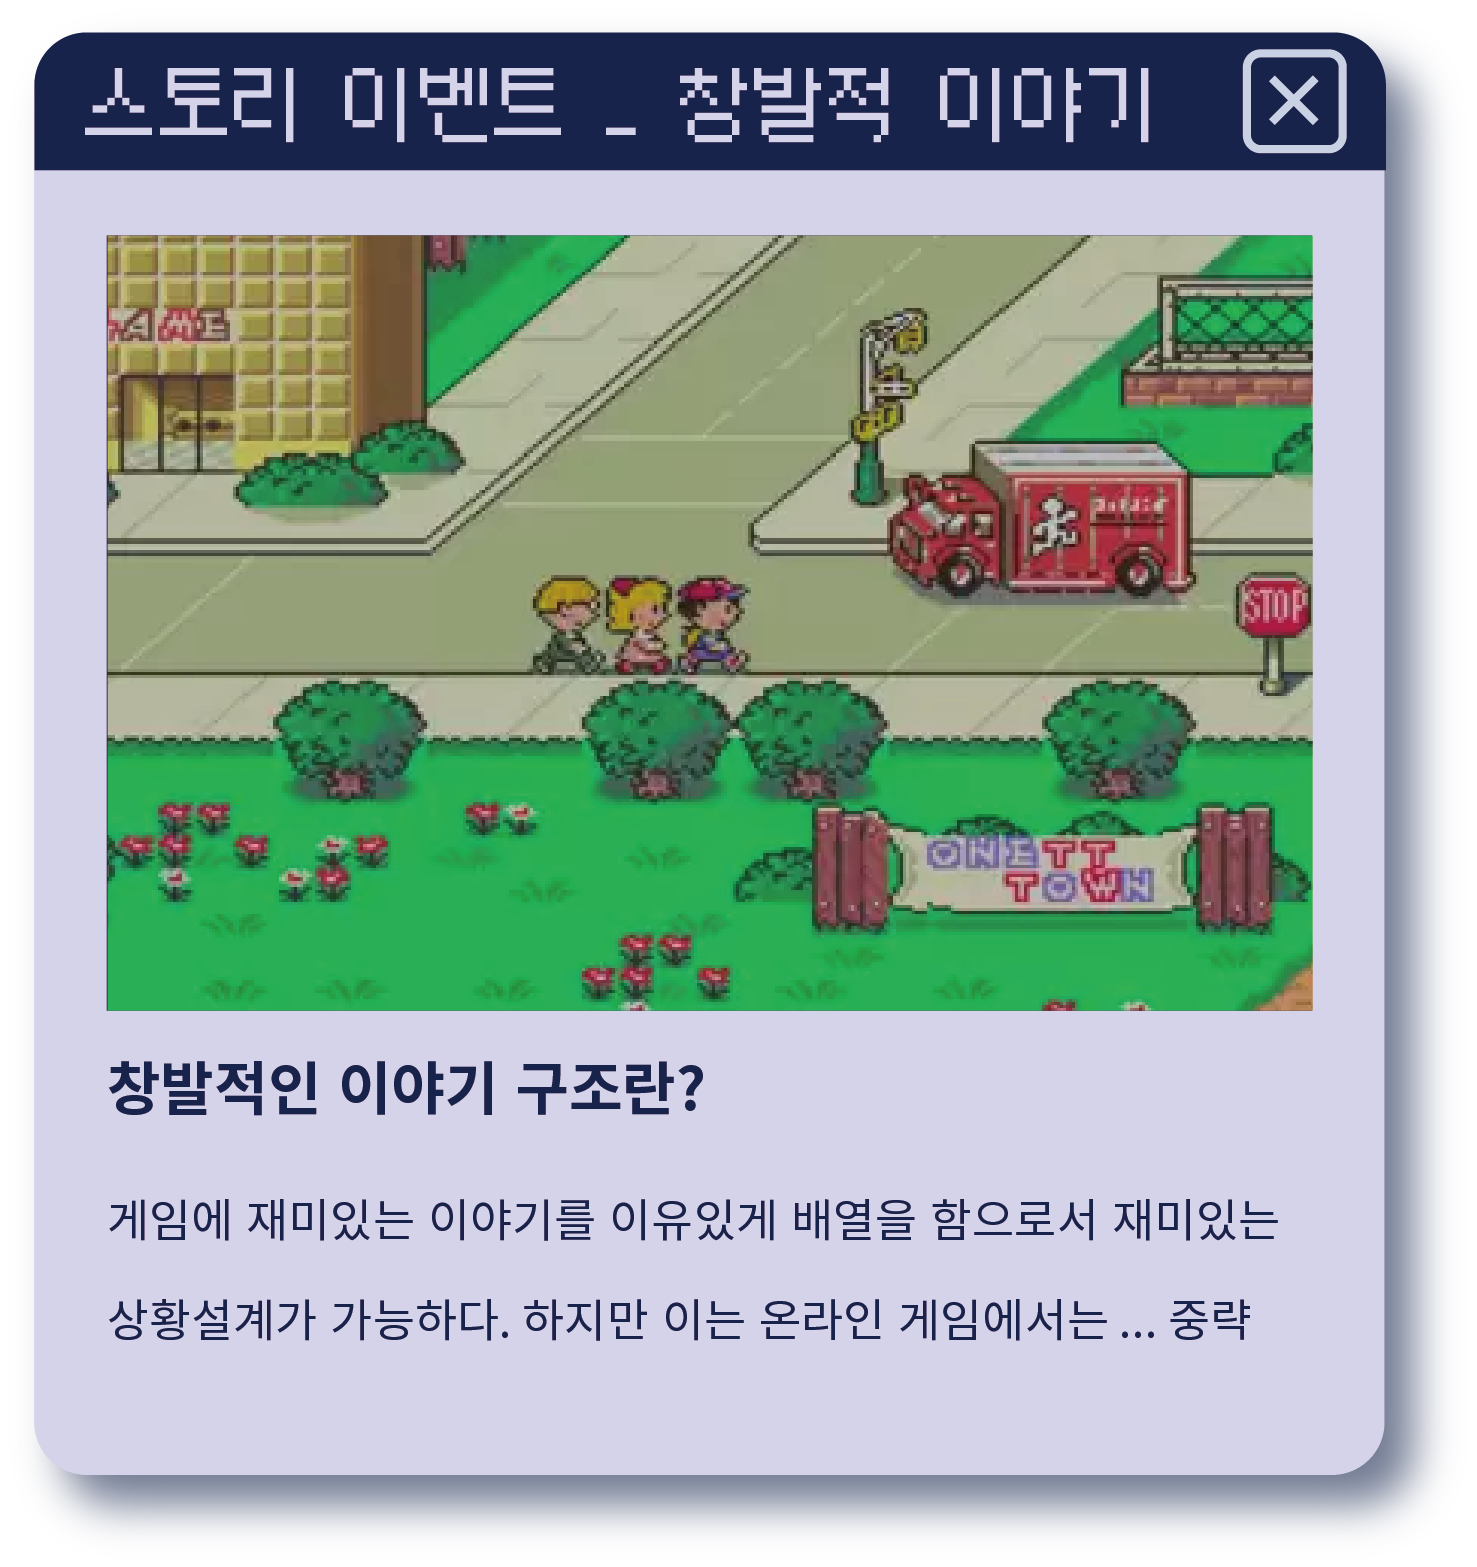 스토리 이벤트 - 창발적 이야기
AME
STOP
ONETT
TOWN
창발적인 이야기 구조란?
게임에 재미있는 이야기를 이유있게 배열을 함으로서 재미있는
상황설계가 가능하다. 하지만 이는 온라인 게임에서는 ... 중략